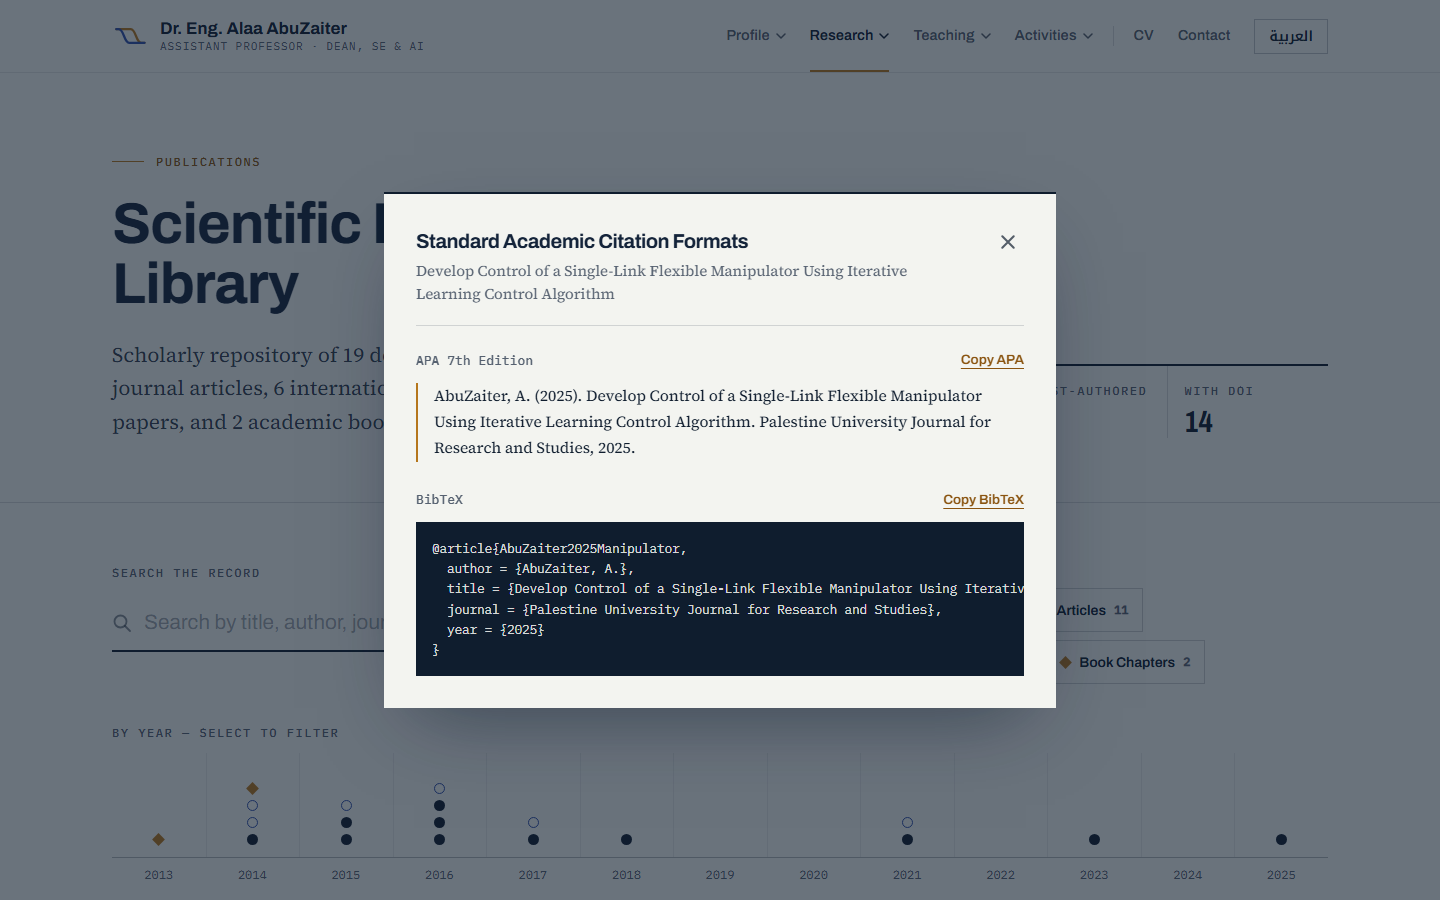 Dr. Eng. Alaa AbuZaiter
ASSISTANT PROFESSOR · DEAN, SE & AI
Profile
Research
Teaching
Activities
CV
Contact
العربية
PUBLICATIONS
Scientific
Library
Scholarly repository of 19
journal articles, 6
papers, and 2 academic
WITH DOI
14
Standard Academic Citation Formats
Develop Control of a Single-Link Flexible Manipulator Using Iterative
Learning Control Algorithm
APA 7th Edition
Copy APA
AbuZaiter, A. (2025). Develop Control of a Single-Link Flexible Manipulator
Using Iterative Learning Control Algorithm. Palestine University Journal for
Research and Studies, 2025.
BibTeX
Copy BibTeX
@article{AbuZaiter2025Manipulator,
author = {AbuZaiter, A.},
title = {Develop Control of a Single-Link Flexible Manipulator Using Iterativ
journal = {Palestine University Journal for Research and Studies},
year = {2025}
}
SEARCH THE RECORD
Search by title, author,
Articles 11
Book Chapters 2
BY YEAR — SELECT TO FILTER
2013 2014 2015 2016 2017 2018 2019 2020 2021 2022 2023 2024 2025